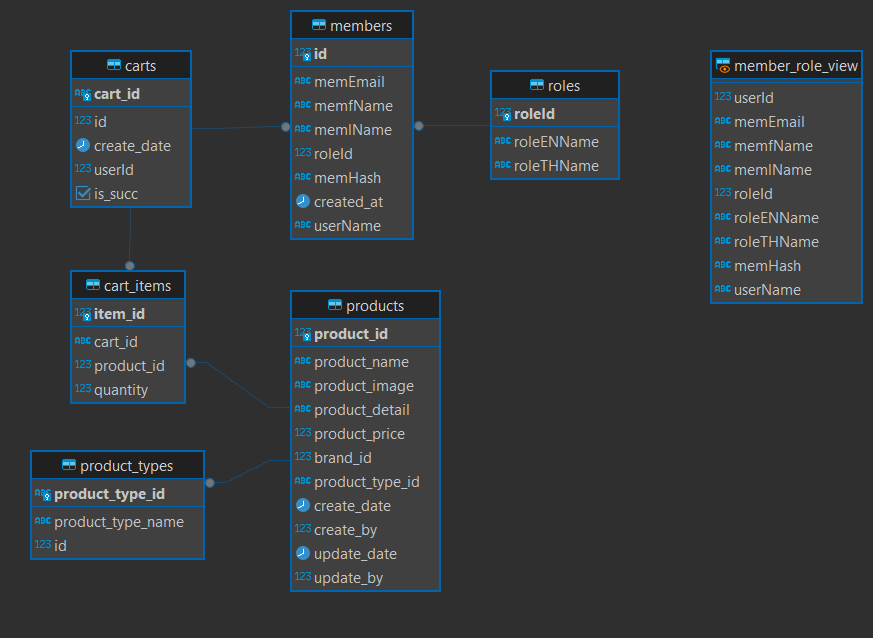 members
123 id
ABC memEmail
ABC memfName
ABC memlName
123 roleId
ABC memHash
created_at
ABC userName
carts
ABC cart_id
123 id
create_date
123 userId
is_succ
roles
123 roleId
ABC roleENName
ABC roleTHName
member_role_view
123 userId
ABC memEmail
ABC memfName
ABC memlName
123 roleId
ABC roleENName
ABC roleTHName
ABC memHash
ABC userName
cart_items
123 item_id
ABC cart_id
123 product_id
123 quantity
products
123 product_id
ABC product_name
ABC product_image
ABC product_detail
123 product_price
123 brand_id
ABC product_type_id
create_date
123 create_by
update_date
123 update_by
product_types
ABC product_type_id
ABC product_type_name
123 id